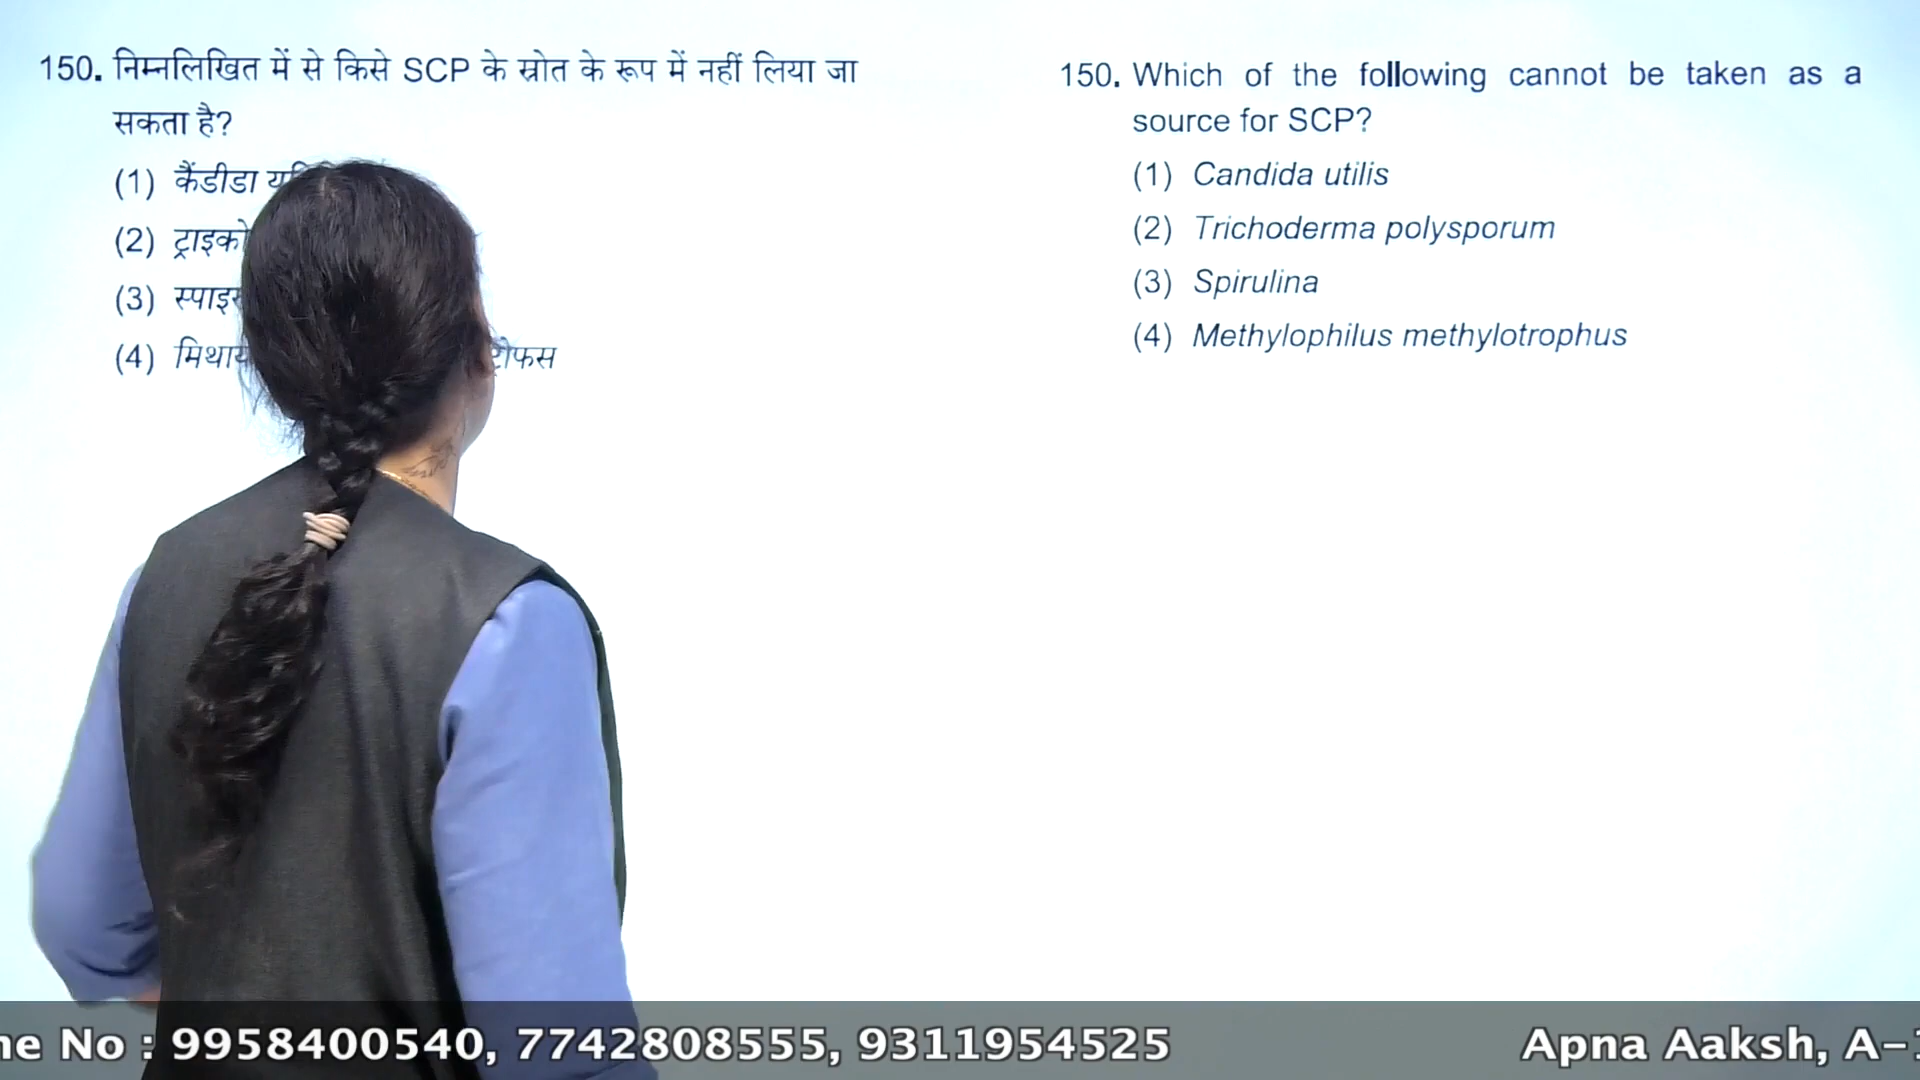 150. निम्नलिखित में से किसे SCP के स्रोत के रूप में नहीं लिया जा
सकता है?
(1) कैंडीडा
(2)
(3)
(4)
150. Which of the following cannot be taken as a
source for SCP?
(1) Candida utilis
(2) Trichoderma polysporum
(3) Spirulina
(4) Methylophilus methylotrophus
No : 9958400540, 7742808555, 9311954525
Apna Aaksh, A-